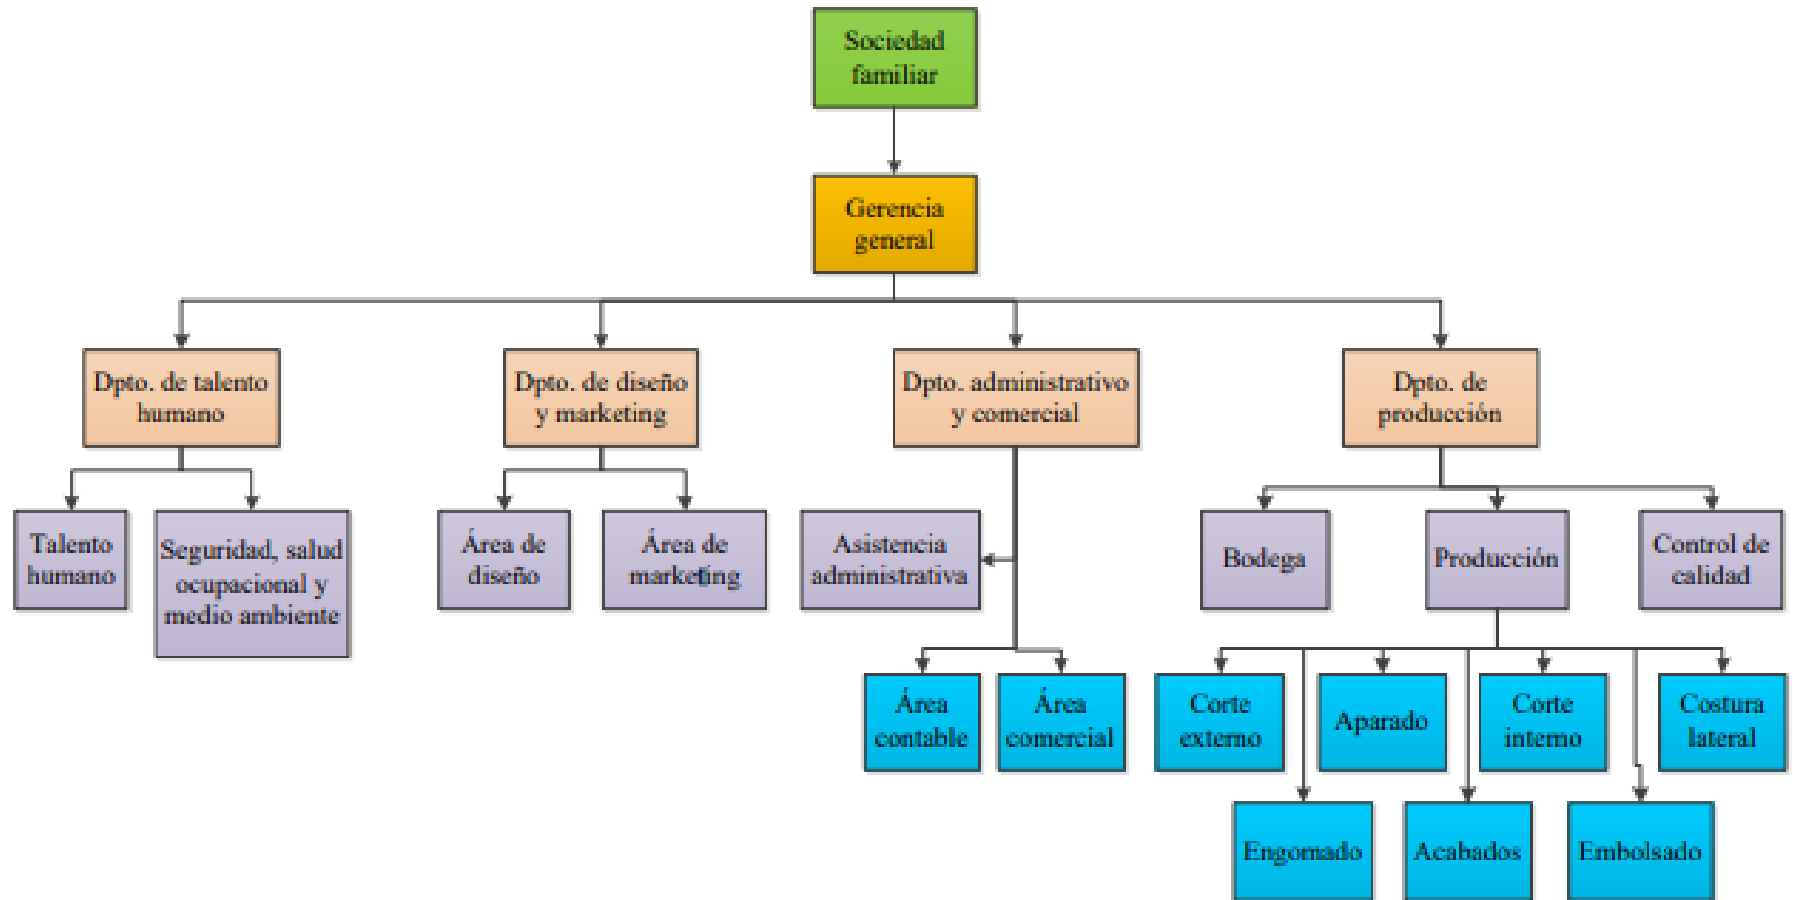 Sociedad
familiar
Gerencia
general
Dpto. de talento
humano
Dpto. de diseño
y marketing
Dpto. administrativo
y comercial
Dpto. de
producción
Talento
humano
Seguridad, salud
ocupacional y
medio ambiente
Área de
diseño
Área de
marketing
Asistencia
administrativa
Bodega
Producción
Control de
calidad
Área
contable
Área
comercial
Corte
externo
Aparado
Corte
interno
Costura
lateral
Engomado
Acabados
Embolsado